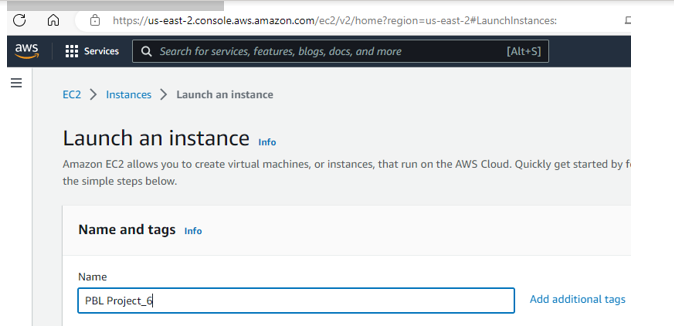 https://us-east-2.console.aws.amazon.com/ec2/v2/home?region=us-east-2#LaunchInstances:
aws Services Search for services, features, blogs, docs, and more [Alt+S]
EC2 > Instances > Launch an instance
Launch an instance Info
Amazon EC2 allows you to create virtual machines, or instances, that run on the AWS Cloud. Quickly get started by
the simple steps below.
Name and tags Info
Name
PBL Project_6 Add additional tags